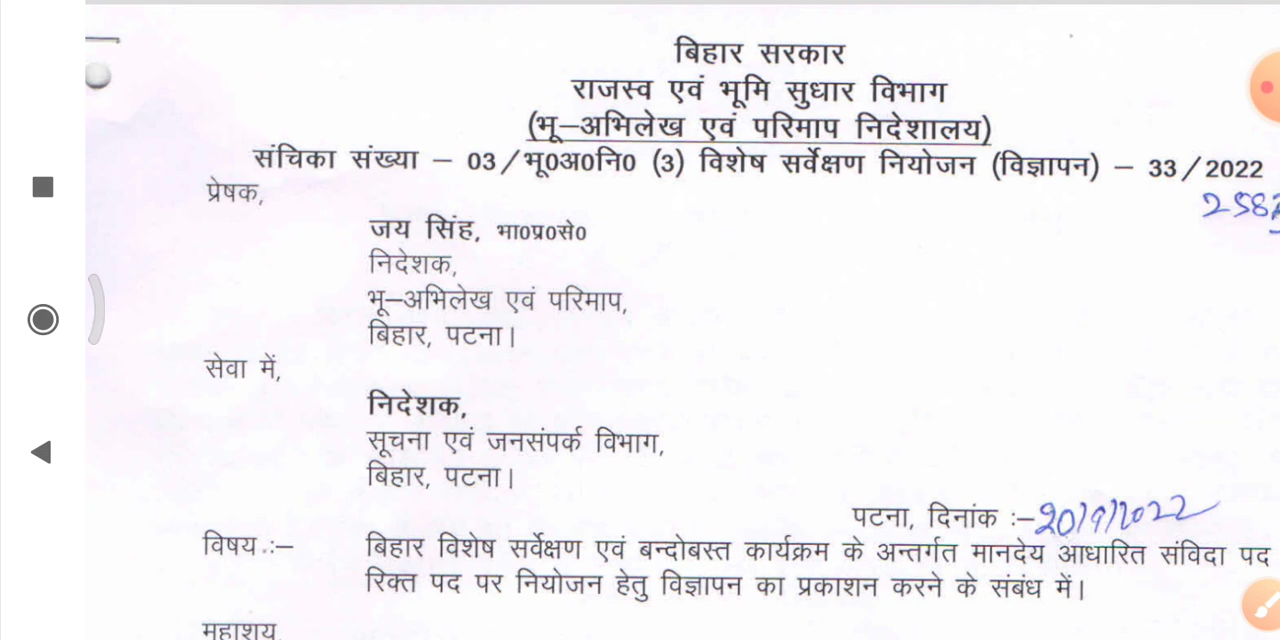 बिहार सरकार
राजस्व एवं भूमि सुधार विभाग
(भू–अभिलेख एवं परिमाप निदेशालय)
संचिका संख्या – 03/भू0अ0नि0 (3) विशेष सर्वेक्षण नियोजन (विज्ञापन) – 33/2022
प्रेषक,
जय सिंह, भा0प्र0से0
निदेशक,
भू–अभिलेख एवं परिमाप,
बिहार, पटना।
सेवा में,
निदेशक,
सूचना एवं जनसंपर्क विभाग,
बिहार, पटना।
पटना, दिनांक :–20/9/2022
विषय :– बिहार विशेष सर्वेक्षण एवं बन्दोबस्त कार्यक्रम के अन्तर्गत मानदेय आधारित संविदा पद
रिक्त पद पर नियोजन हेतु विज्ञापन का प्रकाशन करने के संबंध में।
महाशय,